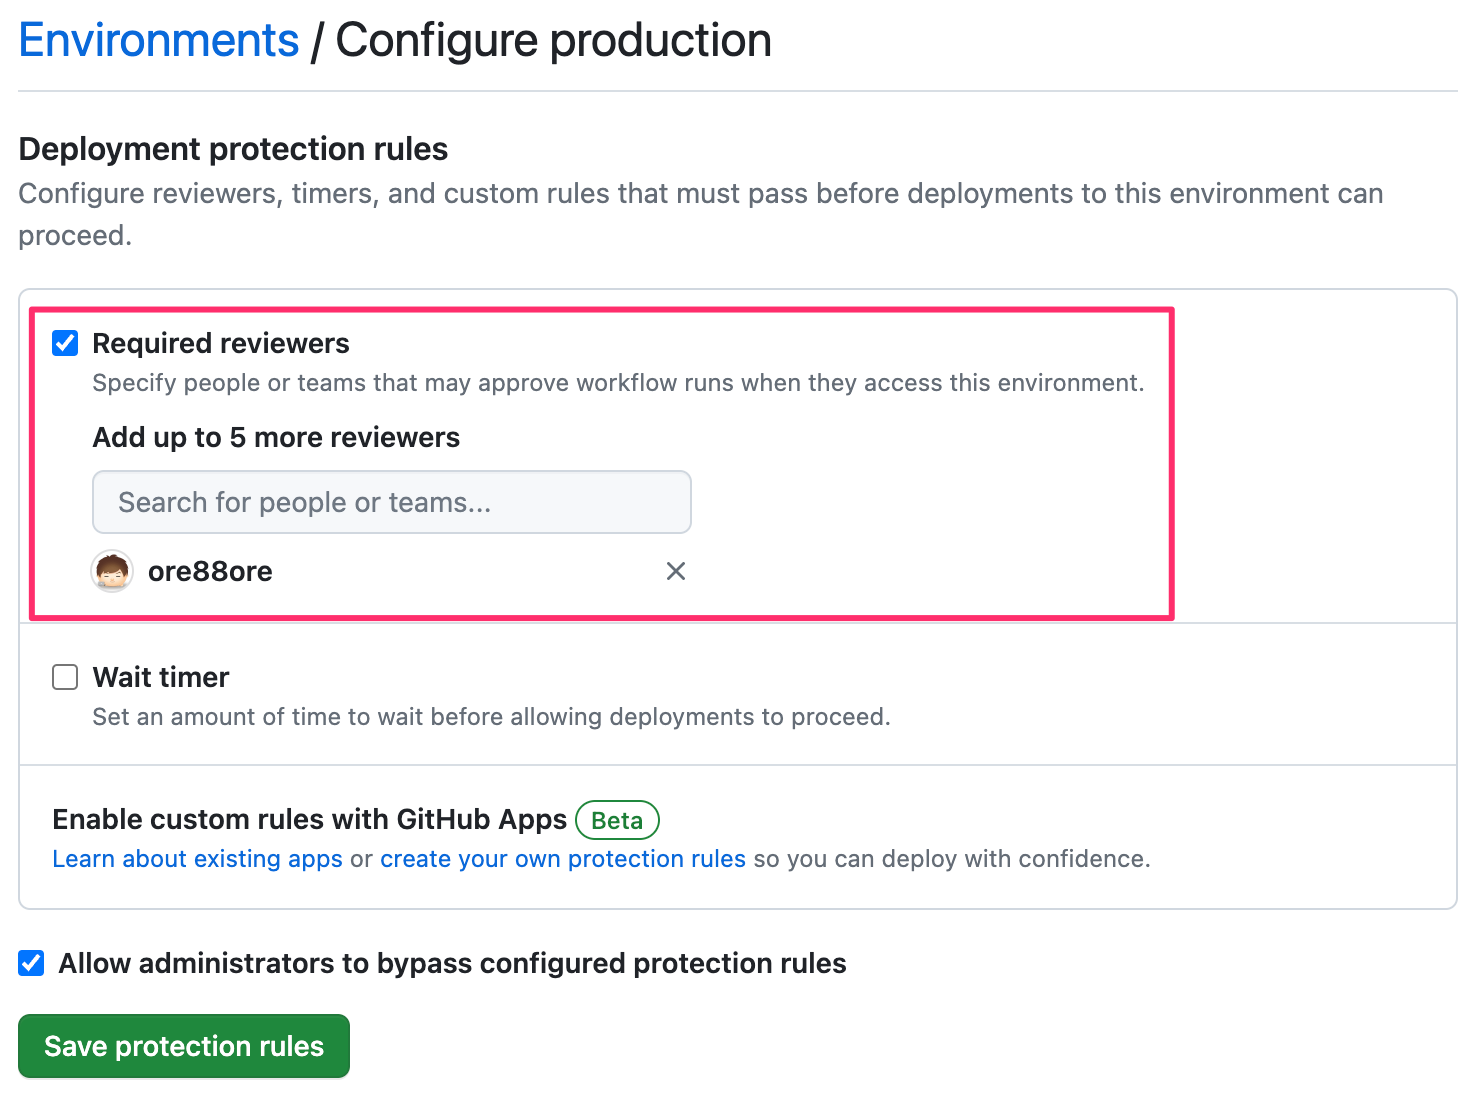 Environments / Configure production
Deployment protection rules
Configure reviewers, timers, and custom rules that must pass before deployments to this environment can
proceed.
Required reviewers
Specify people or teams that may approve workflow runs when they access this environment.
Add up to 5 more reviewers
Search for people or teams...
ore88ore
Wait timer
Set an amount of time to wait before allowing deployments to proceed.
Enable custom rules with GitHub Apps Beta
Learn about existing apps or create your own protection rules so you can deploy with confidence.
Allow administrators to bypass configured protection rules
Save protection rules